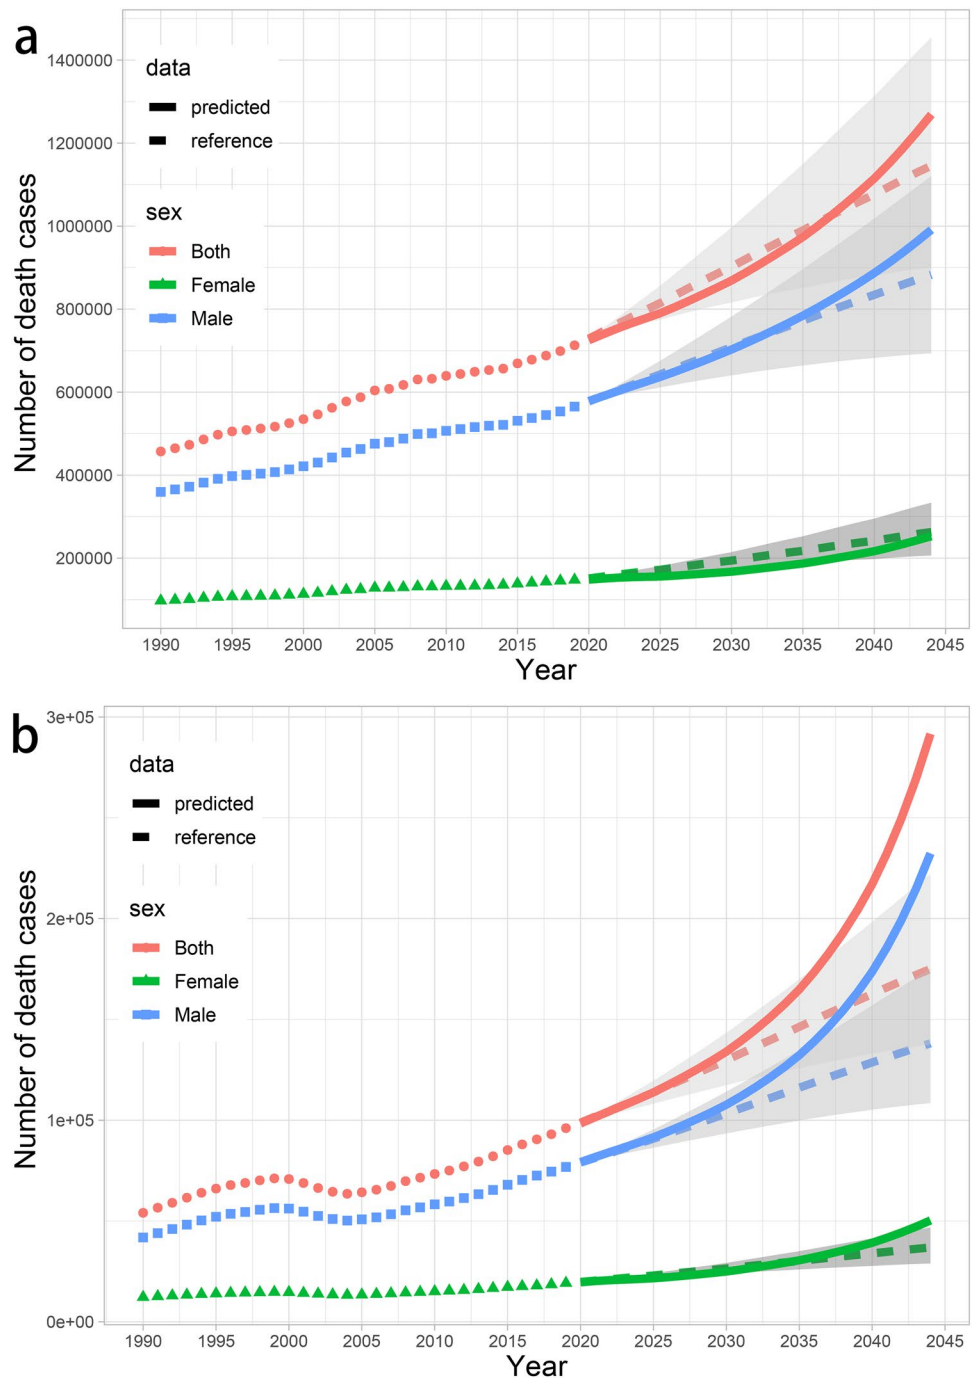 a
data
predicted
reference
sex
Both
Female
Male
Number of death cases
1400000
1200000
1000000
800000
600000
400000
200000
1990 1995 2000 2005 2010 2015 2020 2025 2030 2035 2040 2045
Year
b
data
predicted
reference
sex
Both
Female
Male
Number of death cases
3e+05
2e+05
1e+05
0e+00
1990 1995 2000 2005 2010 2015 2020 2025 2030 2035 2040 2045
Year